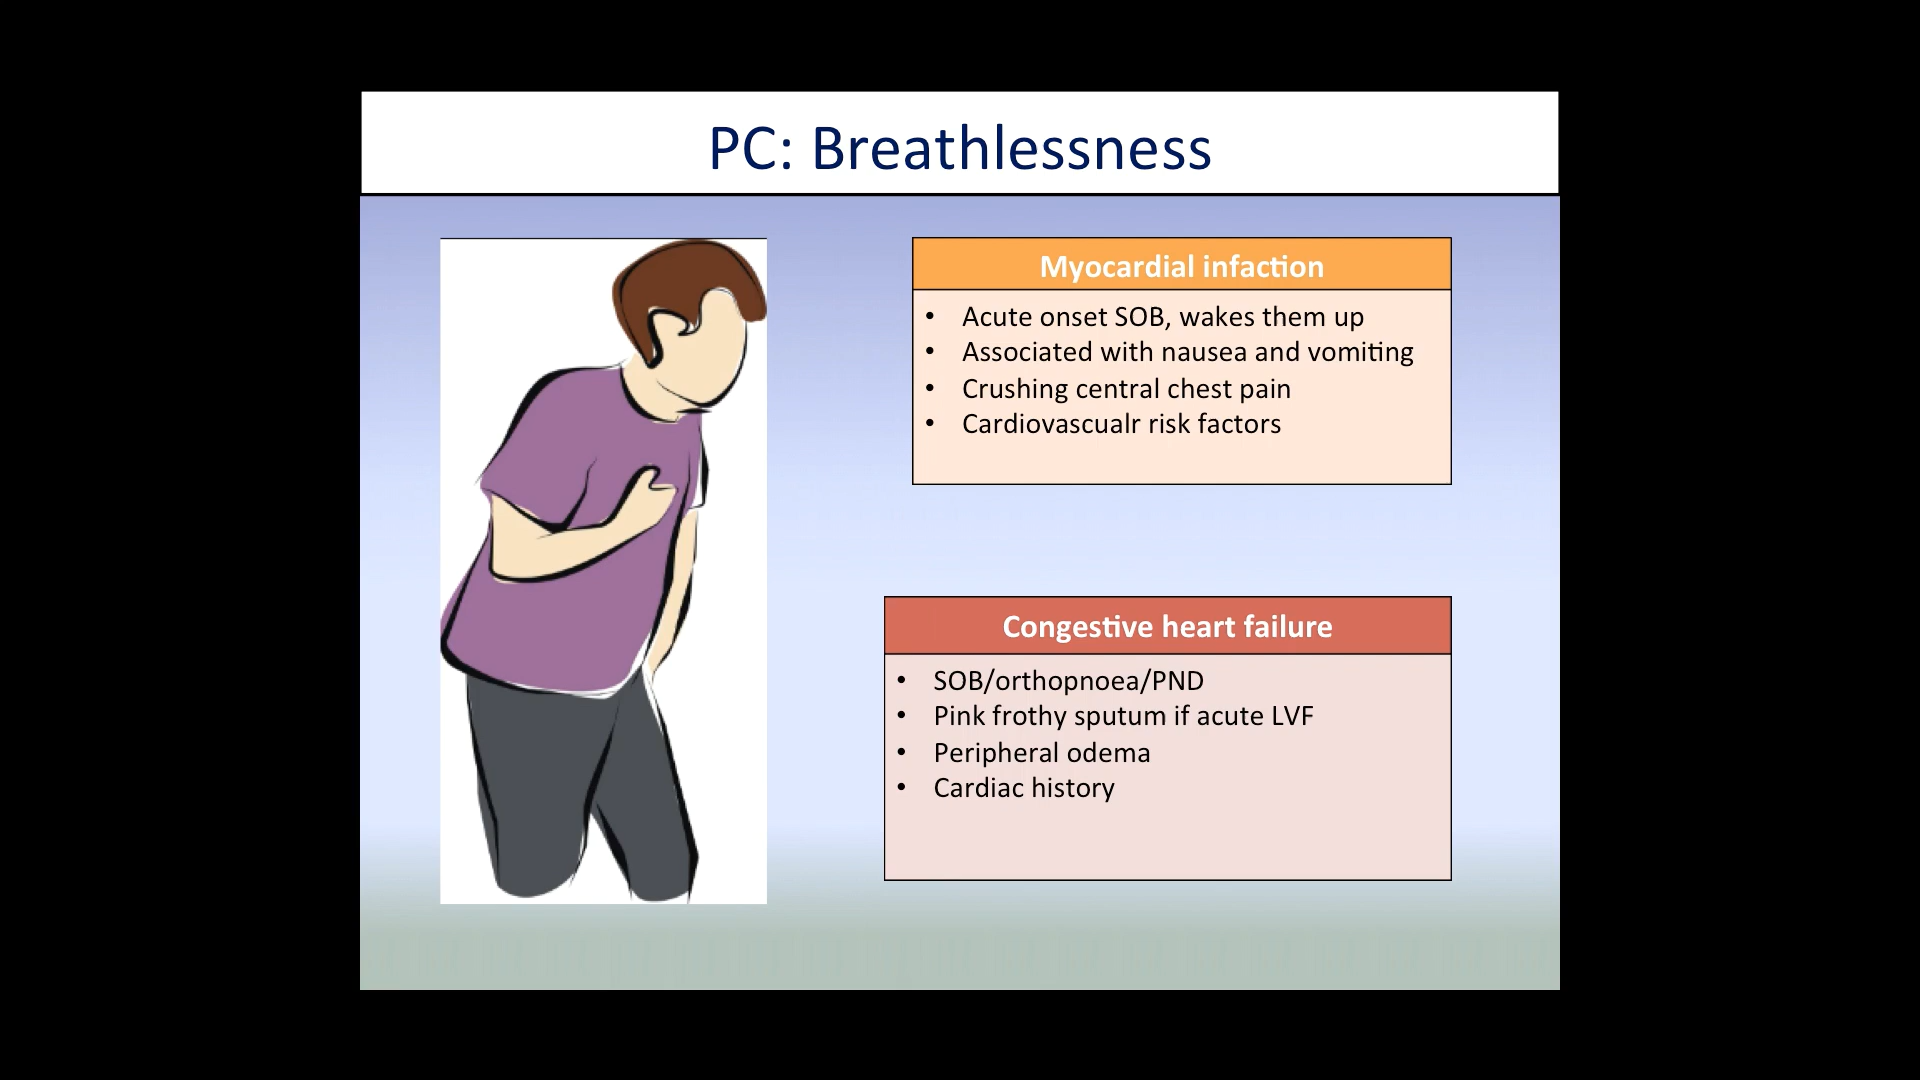 PC: Breathlessness
Myocardial infaction
• Acute onset SOB, wakes them up
• Associated with nausea and vomiting
• Crushing central chest pain
• Cardiovascualr risk factors
Congestive heart failure
• SOB/orthopnoea/PND
• Pink frothy sputum if acute LVF
• Peripheral odema
• Cardiac history